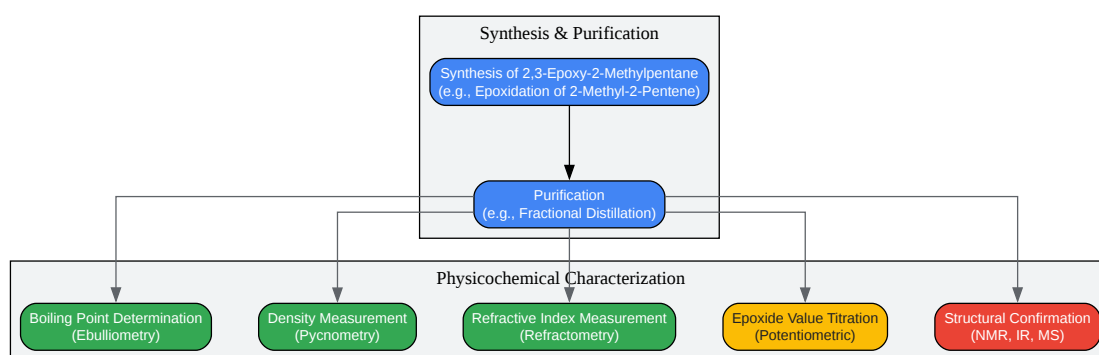 Synthesis & Purification
Synthesis of 2,3-Epoxy-2-Methylpentane
(e.g., Epoxidation of 2-Methyl-2-Pentene)
Purification
(e.g., Fractional Distillation)
Physicochemical Characterization
Boiling Point Determination
(Ebulliometry)
Density Measurement
(Pycnometry)
Refractive Index Measurement
(Refractometry)
Epoxide Value Titration
(Potentiometric)
Structural Confirmation
(NMR, IR, MS)